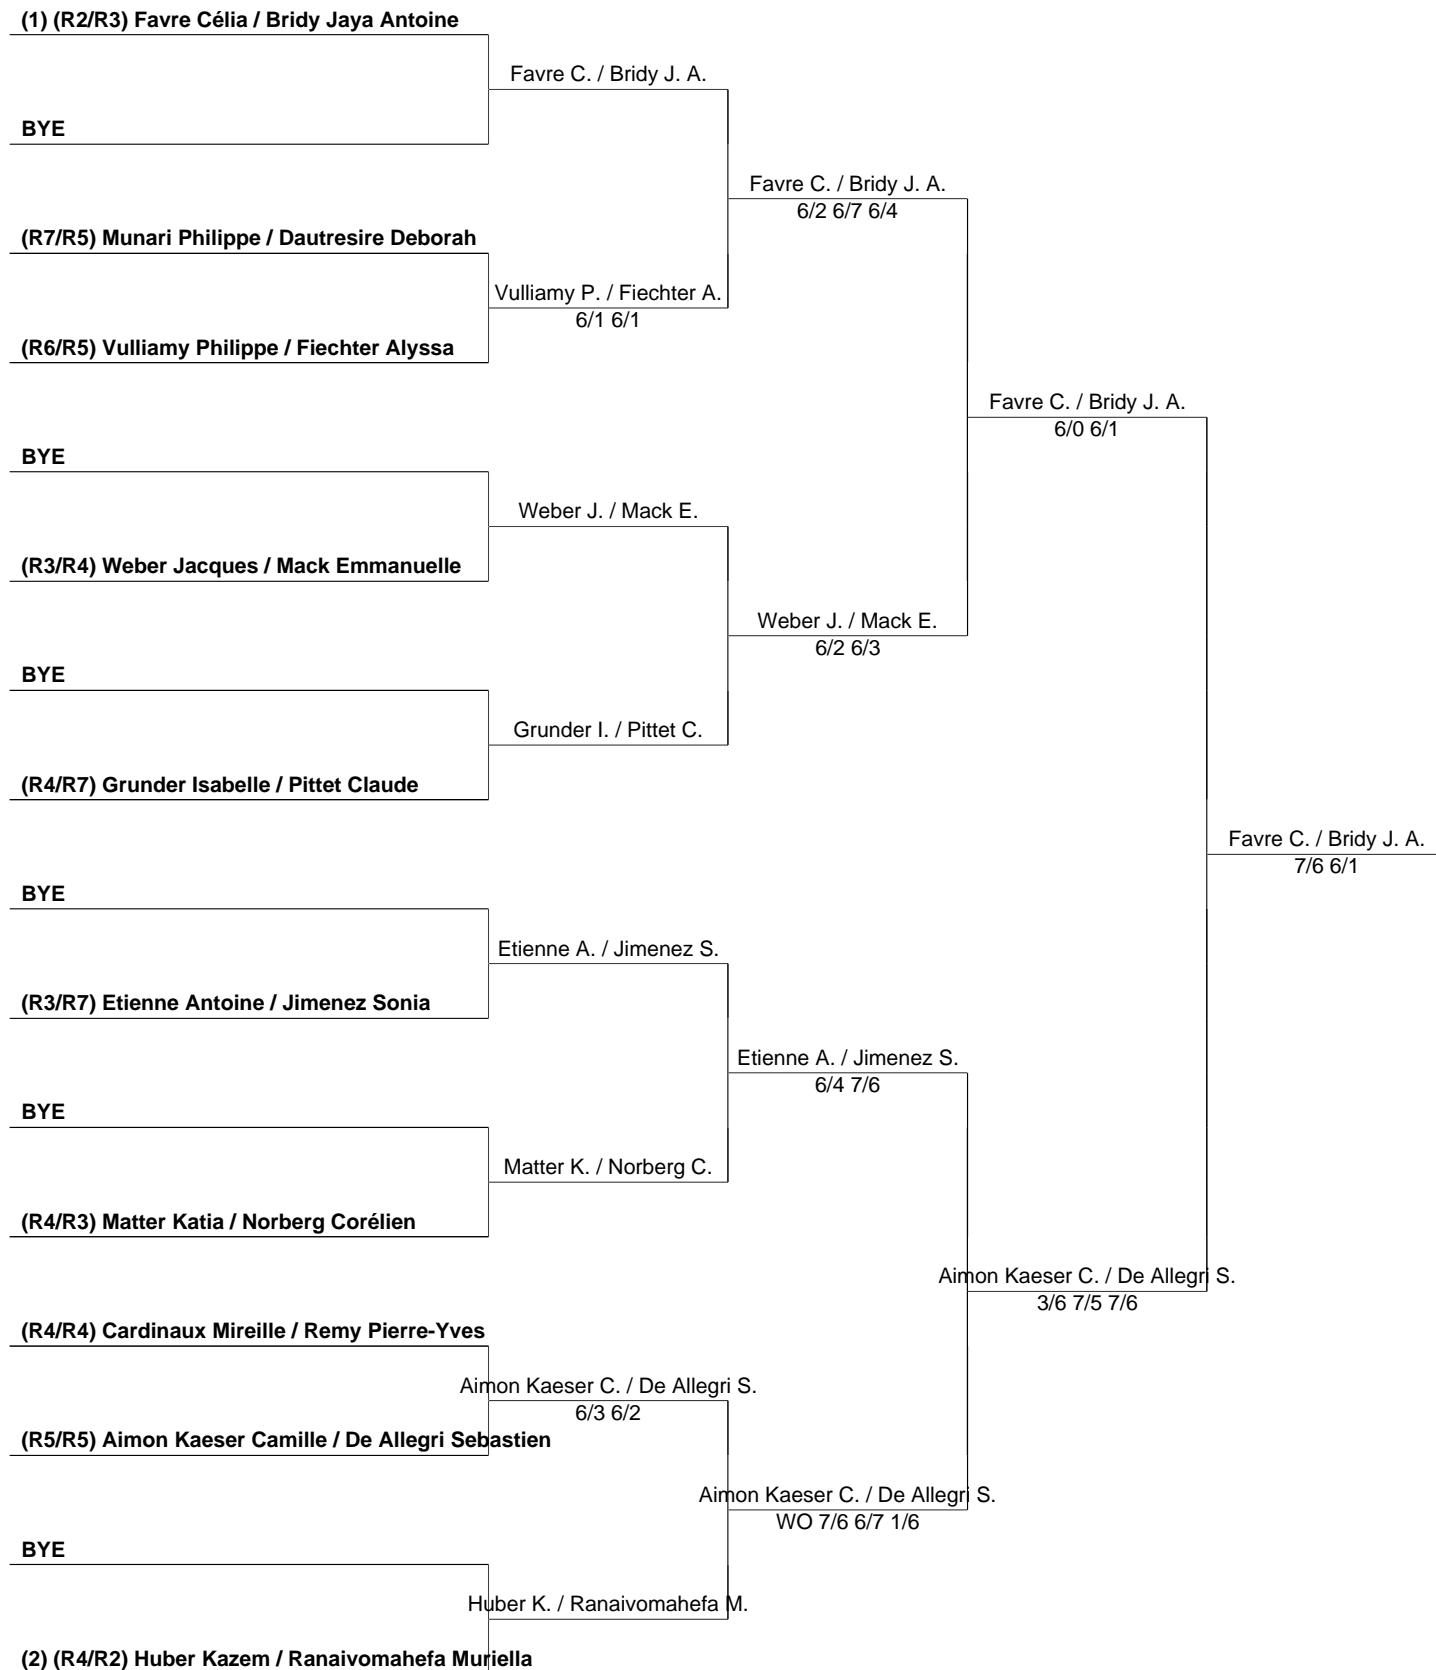 (1) (R2/R3) Favre Célia / Bridy Jaya Antoine
Favre C. / Bridy J. A.
BYE
Favre C. / Bridy J. A.
6/2 6/7 6/4
(R7/R5) Munari Philippe / Dautresire Deborah
Vulliamy P. / Fiechter A.
6/1 6/1
(R6/R5) Vulliamy Philippe / Fiechter Alyssa
Favre C. / Bridy J. A.
6/0 6/1
BYE
Weber J. / Mack E.
(R3/R4) Weber Jacques / Mack Emmanuelle
Weber J. / Mack E.
6/2 6/3
BYE
Grunder I. / Pittet C.
(R4/R7) Grunder Isabelle / Pittet Claude
Favre C. / Bridy J. A.
7/6 6/1
BYE
Etienne A. / Jimenez S.
(R3/R7) Etienne Antoine / Jimenez Sonia
Etienne A. / Jimenez S.
6/4 7/6
BYE
Matter K. / Norberg C.
(R4/R3) Matter Katia / Norberg Corélien
Aimon Kaeser C. / De Allegri S.
3/6 7/5 7/6
(R4/R4) Cardinaux Mireille / Remy Pierre-Yves
Aimon Kaeser C. / De Allegri S.
6/3 6/2
(R5/R5) Aimon Kaeser Camille / De Allegri Sebastien
Aimon Kaeser C. / De Allegri S.
WO 7/6 6/7 1/6
BYE
Huber K. / Ranaivomahefa M.
(2) (R4/R2) Huber Kazem / Ranaivomahefa Muriella